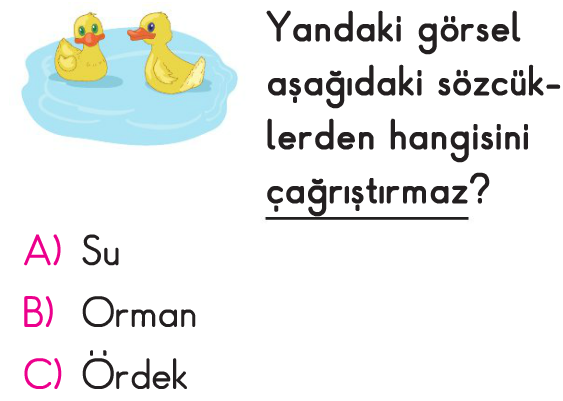 Yandaki görsel
aşağıdaki sözcük-
lerden hangisini
çağrıştırmaz?
A) Su
B) Orman
C) Ördek